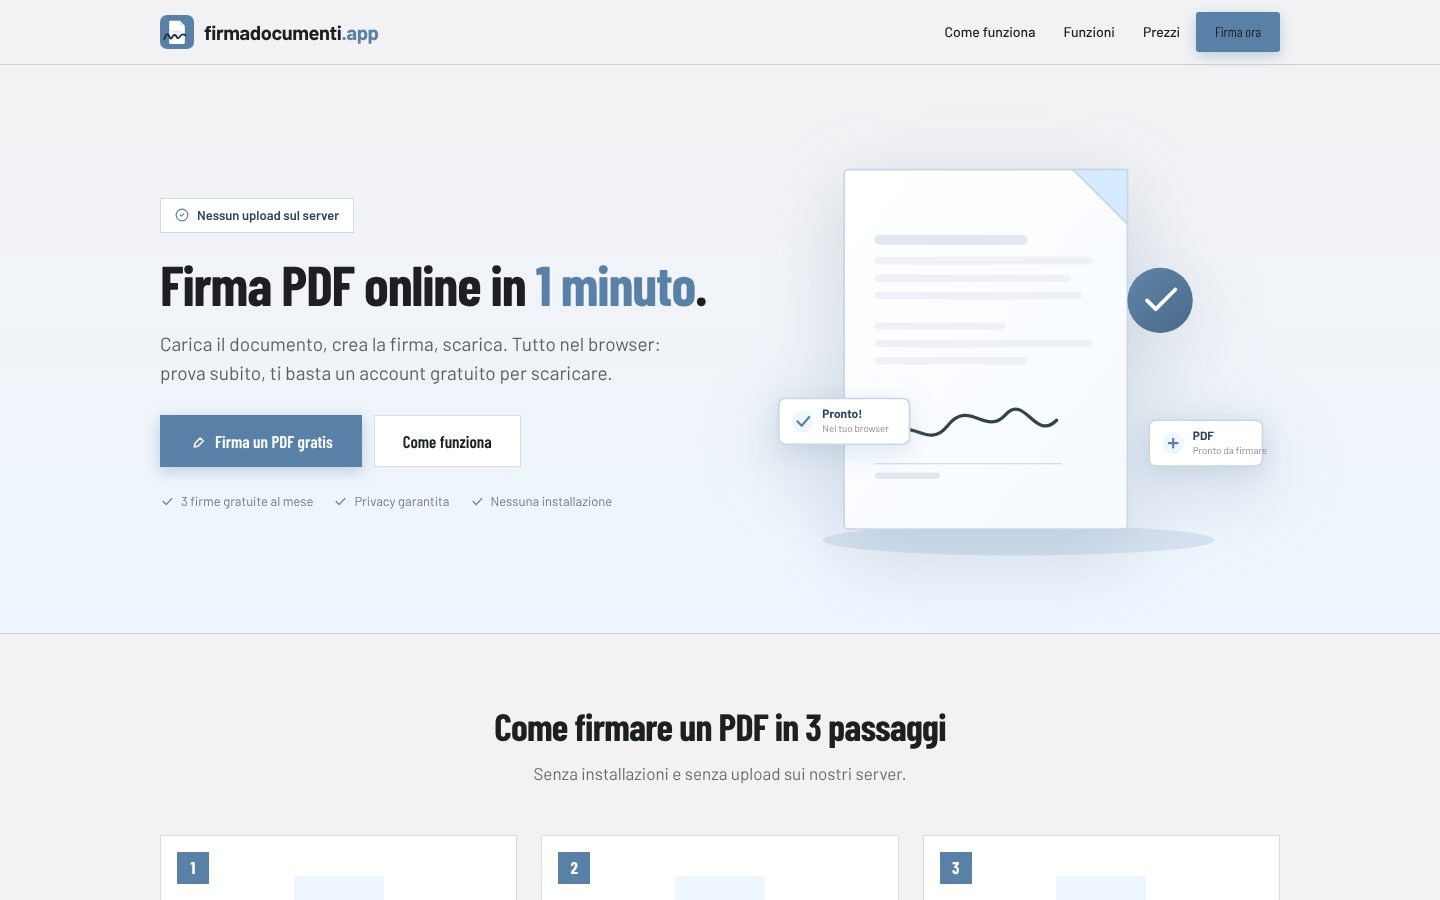 firmadocumenti.app
Come funziona
Funzioni
Prezzi
Firma ora
Nessun upload sul server
Firma PDF online in 1 minuto.
Carica il documento, crea la firma, scarica. Tutto nel browser:
prova subito, ti basta un account gratuito per scaricare.
Firma un PDF gratis
Come funziona
3 firme gratuite al mese
Privacy garantita
Nessuna installazione
Pronto!
Nel tuo browser
PDF
Pronto da firmare
Come firmare un PDF in 3 passaggi
Senza installazioni e senza upload sui nostri server.
1
2
3